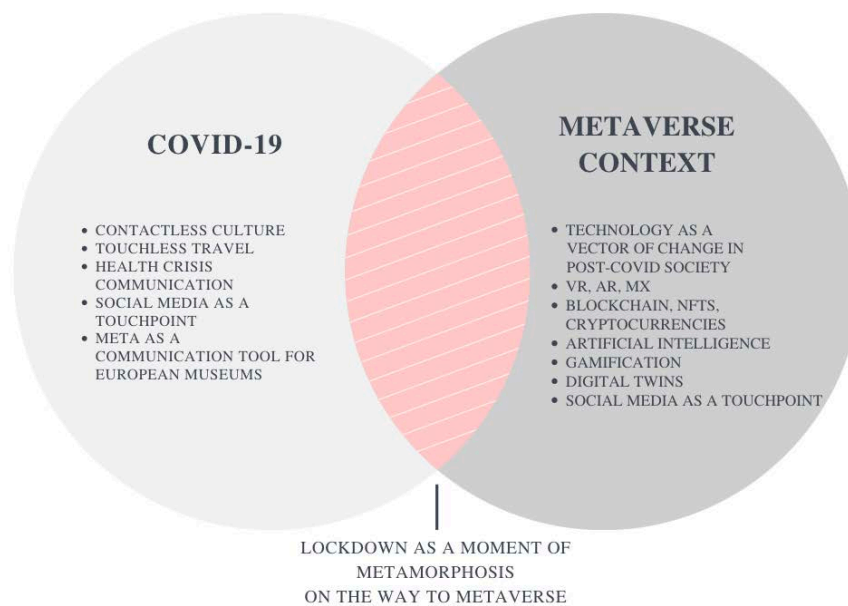 COVID-19
• CONTACTLESS CULTURE
• TOUCHLESS TRAVEL
• HEALTH CRISIS
COMMUNICATION
• SOCIAL MEDIA AS A
TOUCHPOINT
• META AS A
COMMUNICATION TOOL FOR
EUROPEAN MUSEUMS
METAVERSE
CONTEXT
• TECHNOLOGY AS A
VECTOR OF CHANGE IN
POST-COVID SOCIETY
• VR, AR, MX
• BLOCKCHAIN, NFTS,
CRYPTOCURRENCIES
• ARTIFICIAL INTELLIGENCE
• GAMIFICATION
• DIGITAL TWINS
• SOCIAL MEDIA AS A TOUCHPOINT
LOCKDOWN AS A MOMENT OF
METAMORPHOSIS
ON THE WAY TO METAVERSE